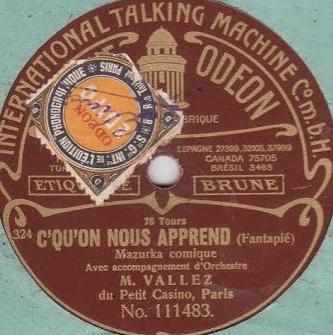 INTERNATIONAL TALKING MACHINE Co.m.b.H.
ODEON
BRIQUE
ESPAGNE 27399, 32105, 37999
CANADA 75705
BRÉSIL 3465
BRUNE
ODEON
PARIS
78 Tours
324 C'QU'ON NOUS APPREND (Fantapié)
Mazurka comique
Avec accompagnement d'Orchestre
M. VALLEZ
du Petit Casino, Paris
No. 111483.